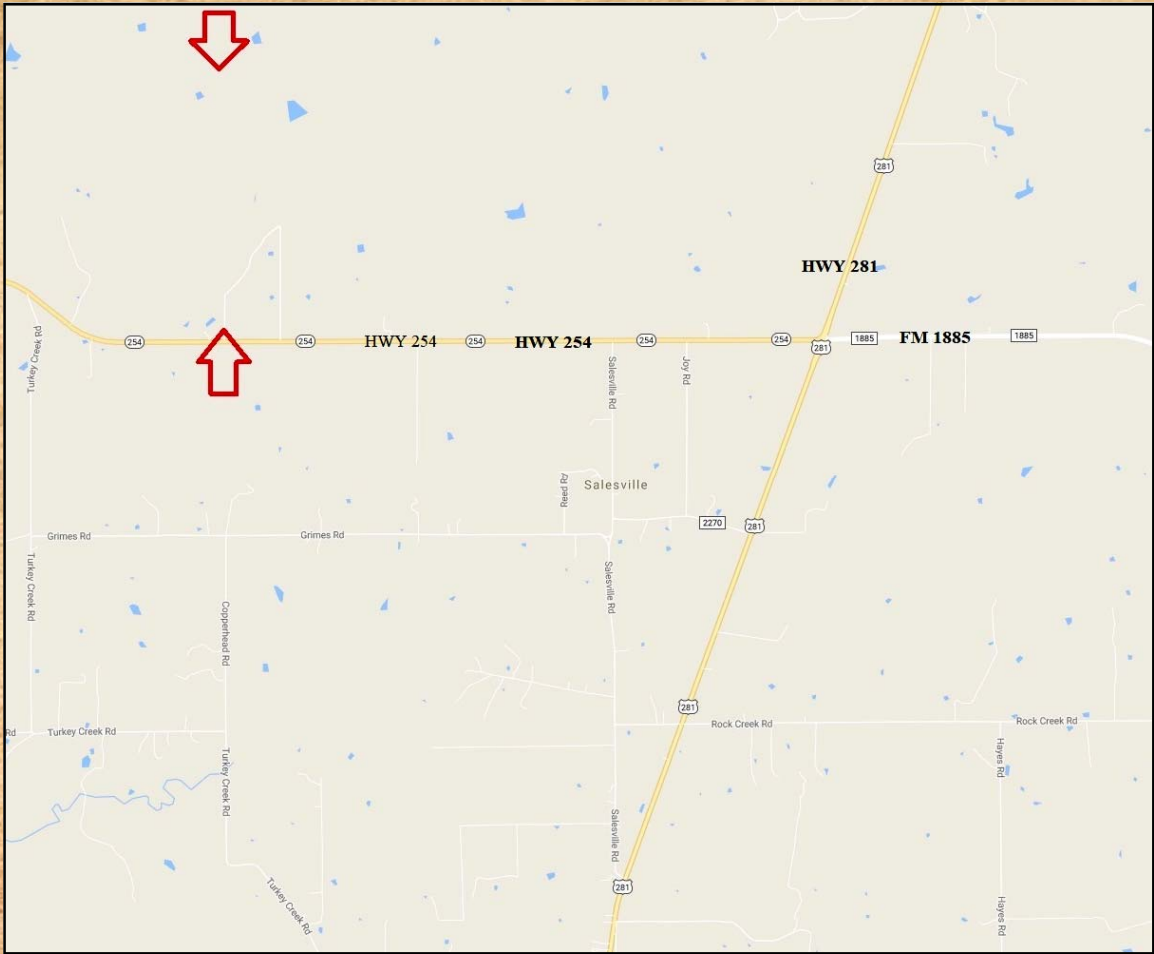 281
HWY 281
Turkey Creek Rd
254
254
HWY 254
254
HWY 254
254
254
281
1885
FM 1885
1885
Salesville Rd
Joy Rd
Reed Rd
Salesville
2270
281
Grimes Rd
Grimes Rd
Turkey Creek Rd
Salesville Rd
Copperhead Rd
281
Rd
Turkey Creek Rd
Rock Creek Rd
Rock Creek Rd
Turkey Creek Rd
Hayes Rd
Salesville Rd
281
Turkey Creek Rd
Hayes Rd